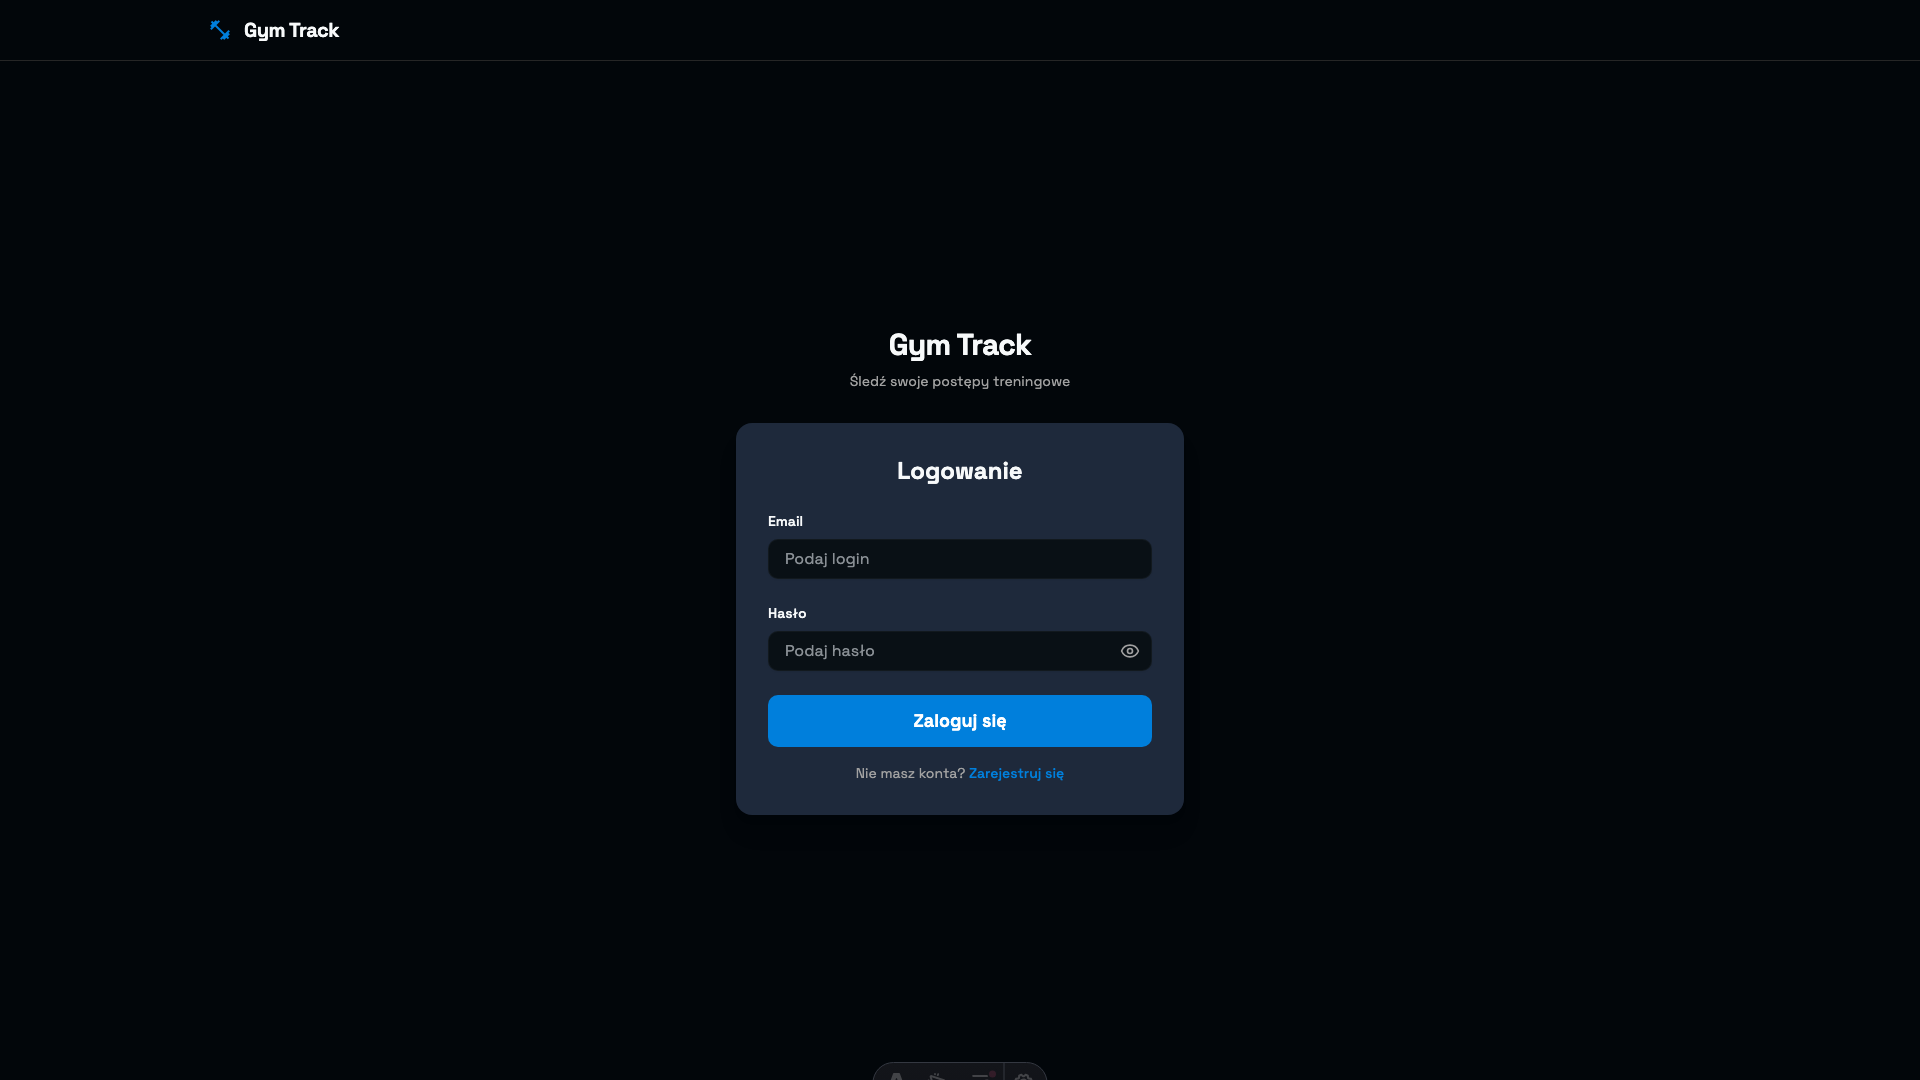 Gym Track
Gym Track
Śledź swoje postępy treningowe
Logowanie
Email
Podaj login
Hasło
Podaj hasło
Zaloguj się
Nie masz konta? Zarejestruj się